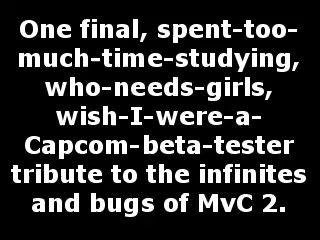 One final, spent-too-
much-time-studying,
who-needs-girls,
wish-I-were-a-
Capcom-beta-tester
tribute to the infinites
and bugs of MvC 2.